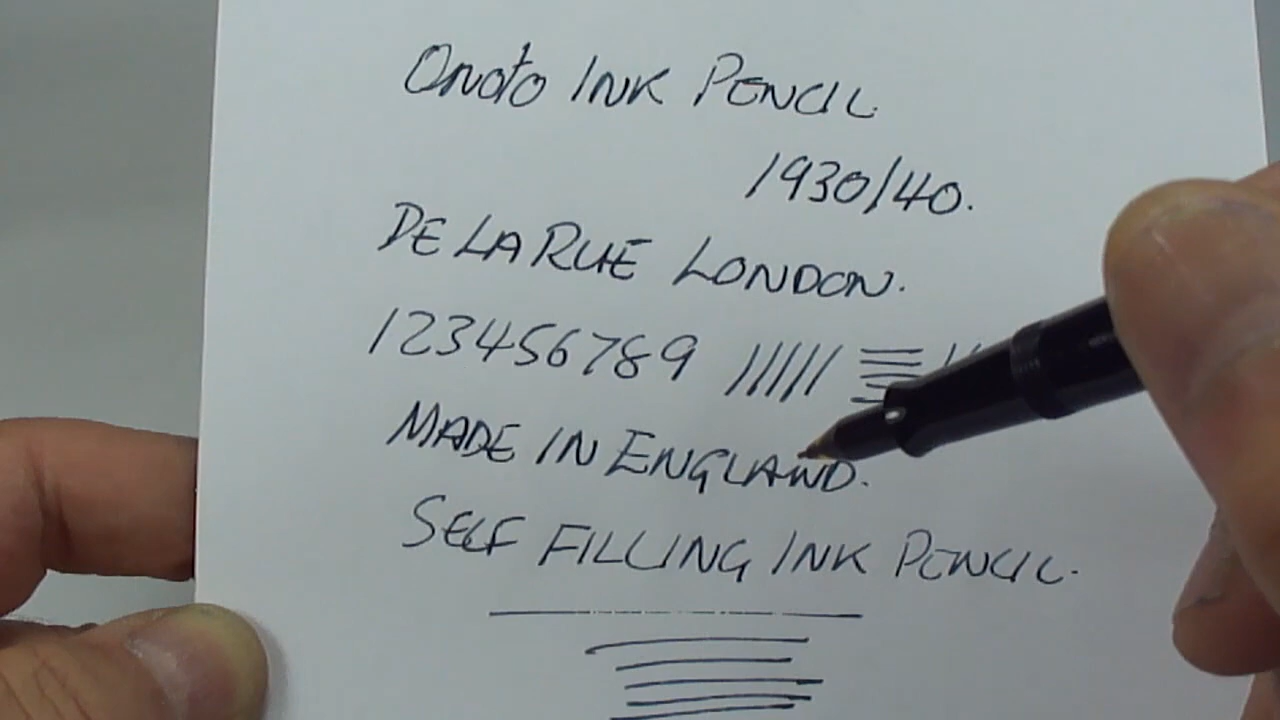 Onoto INK PENCIL.
1930/40.
DE LA RUE LONDON.
123456789
MADE IN ENGLAND.
SELF FILLING INK PENCIL.